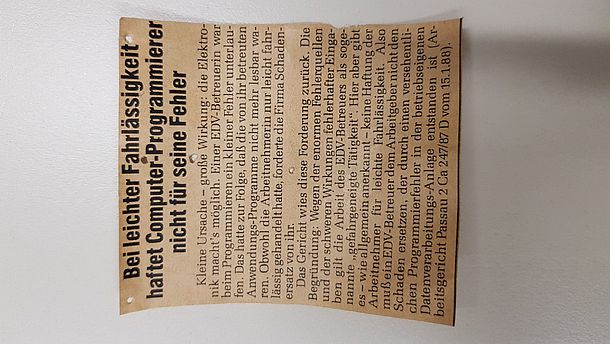 Bei leichter Fahrlässigkeit
haftet Computer-Programmierer
nicht für seine Fehler
Kleine Ursache – große Wirkung: die Elektro-
nik macht's möglich. Einer EDV-Betreuerin war
beim Programmieren ein kleiner Fehler unterlau-
fen. Das hatte zur Folge, daß die von ihr betreuten
Anwendungs-Programme nicht mehr lesbar wa-
ren. Obwohl die Arbeitnehmerin nur leicht fahr-
lässig gehandelt hatte, forderte die Firma Schaden-
ersatz von ihr.
Das Gericht wies diese Forderung zurück. Die
Begründung: Wegen der enormen Fehlerquellen
und der schweren Wirkungen fehlerhafter Einga-
ben gilt die Arbeit des EDV-Betreuers als soge-
nannte „gefahrgeneigte Tätigkeit". Hier aber gibt
es – wie allgemein anerkannt – keine Haftung der
Arbeitnehmer für leichte Fahrlässigkeit. Also
muß ein EDV-Betreuer dem Arbeitgeber nicht den
Schaden ersetzen, der durch einen versehentli-
chen Programmierfehler in der betriebseigenen
Datenverarbeitungs-Anlage entstanden ist (Ar-
beitsgericht Passau 2 Ca 247/87 D vom 15.1.88).